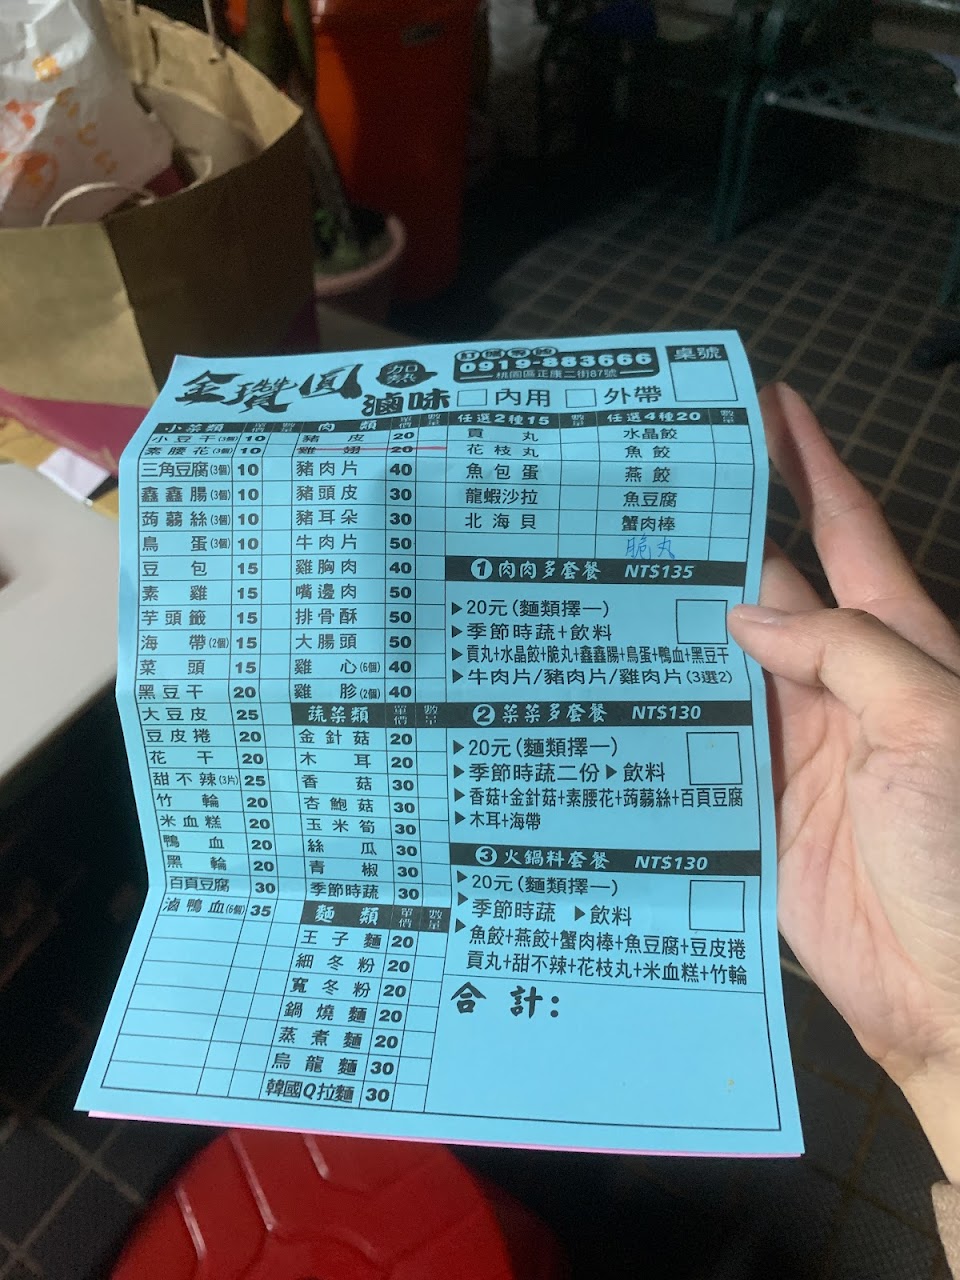 金瓚圓 加熱 滷味
訂購專線
0919-883666
桃園區正康二街87號
內用 外帶
桌號
小菜類 單價 數量
小豆干(3個) 10
素腰花(3個) 10
三角豆腐(3個) 10
鑫鑫腸(3個) 10
蒟蒻絲(3個) 10
鳥蛋(3個) 10
豆包 15
素雞 15
芋頭籤 15
海帶(2個) 15
菜頭 15
黑豆干 20
大豆皮 25
豆皮捲 20
花干 20
甜不辣(3片) 25
竹輪 20
米血糕 20
鴨血 20
黑輪 20
百頁豆腐 30
滷鴨血(6個) 35
肉類 單價 數量
豬皮 20
雞翅 20
豬肉片 40
豬頭皮 30
豬耳朵 30
牛肉片 50
雞胸肉 40
嘴邊肉 50
排骨酥 50
大腸頭 50
雞心(6個) 40
雞胗(2個) 40
蔬菜類 單價 數量
金針菇 20
木耳 20
香菇 30
杏鮑菇 30
玉米筍 30
絲瓜 30
青椒 30
季節時蔬 30
麵類 單價 數量
王子麵 20
細冬粉 20
寬冬粉 20
鍋燒麵 20
蒸煮麵 20
烏龍麵 30
韓國Q拉麵 30
任選2種15 數量
貢丸
花枝丸
魚包蛋
龍蝦沙拉
北海貝
任選4種20 數量
水晶餃
魚餃
燕餃
魚豆腐
蟹肉棒
脆丸
1肉肉多套餐 NT$135
▶20元(麵類擇一)
▶季節時蔬+飲料
▶貢丸+水晶餃+脆丸+鑫鑫腸+鳥蛋+鴨血+黑豆干
▶牛肉片/豬肉片/雞肉片(3選2)
2菜菜多套餐 NT$130
▶20元(麵類擇一)
▶季節時蔬二份▶飲料
▶香菇+金針菇+素腰花+蒟蒻絲+百頁豆腐
▶木耳+海帶
3火鍋料套餐 NT$130
▶20元(麵類擇一)
▶季節時蔬 ▶飲料
▶魚餃+燕餃+蟹肉棒+魚豆腐+豆皮捲
貢丸+甜不辣+花枝丸+米血糕+竹輪
合計: